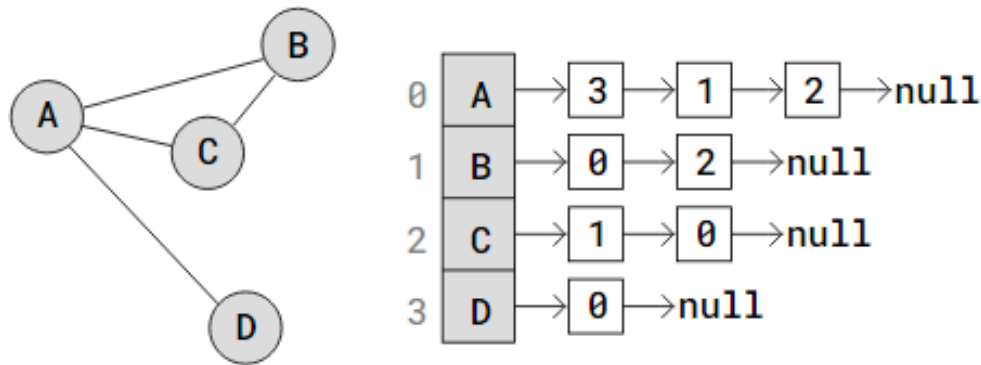 B
A
C
D
0 A 3 1 2 null
1 B 0 2 null
2 C 1 0 null
3 D 0 null